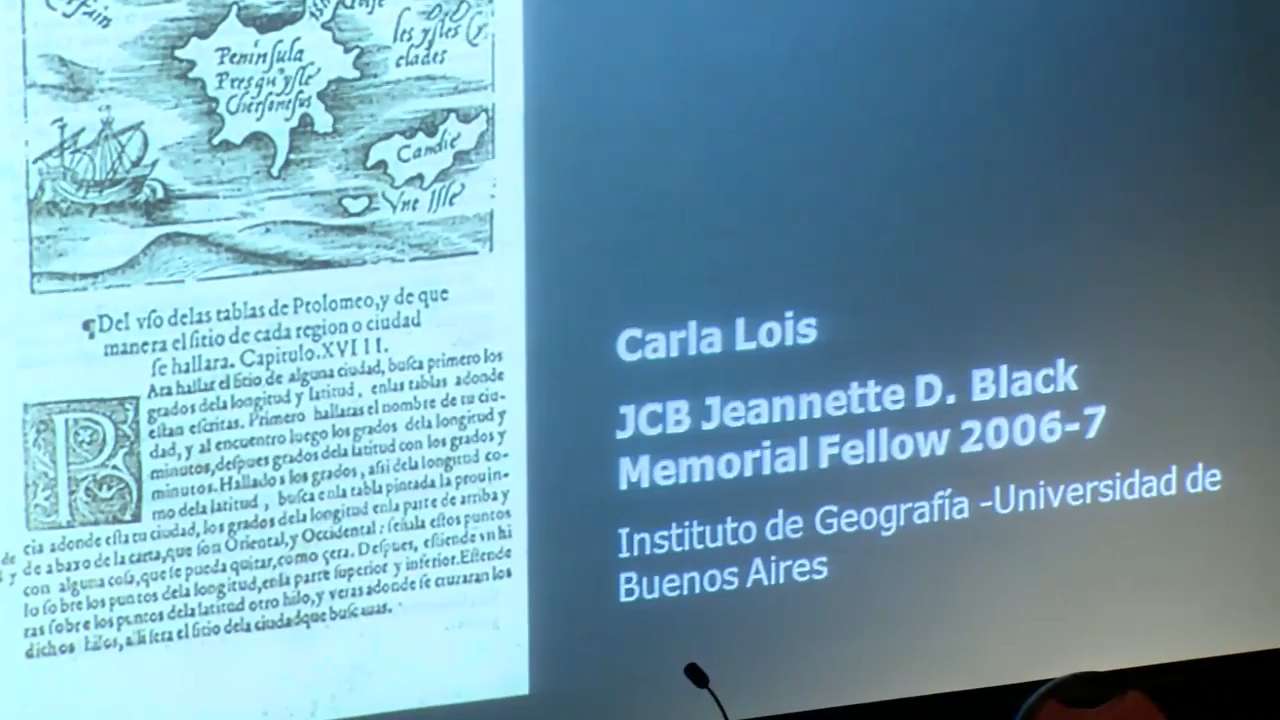 Península
Presqu'ysle
Chersonesus
les ysles Cy
clades
Candie
Vne Isle
¶Del vso delas tablas de Ptolomeo, y de que
manera el sitio de cada region o ciudad
se hallara. Capitulo. XVIII.
PAra hallar el sitio de alguna ciudad, busca primero los
grados dela longitud y latitud, enlas tablas adonde
estan escritas. Primero hallaras el nombre de tu ciu-
dad, y al encuentro luego los grados dela longitud y
minutos, despues grados dela latitud con los grados y
minutos. Hallados los grados, assi dela longitud co-
mo dela latitud, busca enla tabla pintada la prouin-
cia adonde esta tu ciudad, los grados dela longitud enla parte de arriba y
de abaxo dela carta, que son Oriental, y Occidental: señala estos puntos
con alguna cosa, que se pueda quitar, como çera. Despues, estiende vn hi
lo sobre los puntos dela longitud, enla parte superior y inferior. Estende
ras sobre los puntos dela latitud otro hilo, y veras adonde se cruzaran los
dichos hilos, alli sera el sitio dela ciudad que buscauas.
Carla Lois
JCB Jeannette D. Black
Memorial Fellow 2006-7
Instituto de Geografía -Universidad de
Buenos Aires